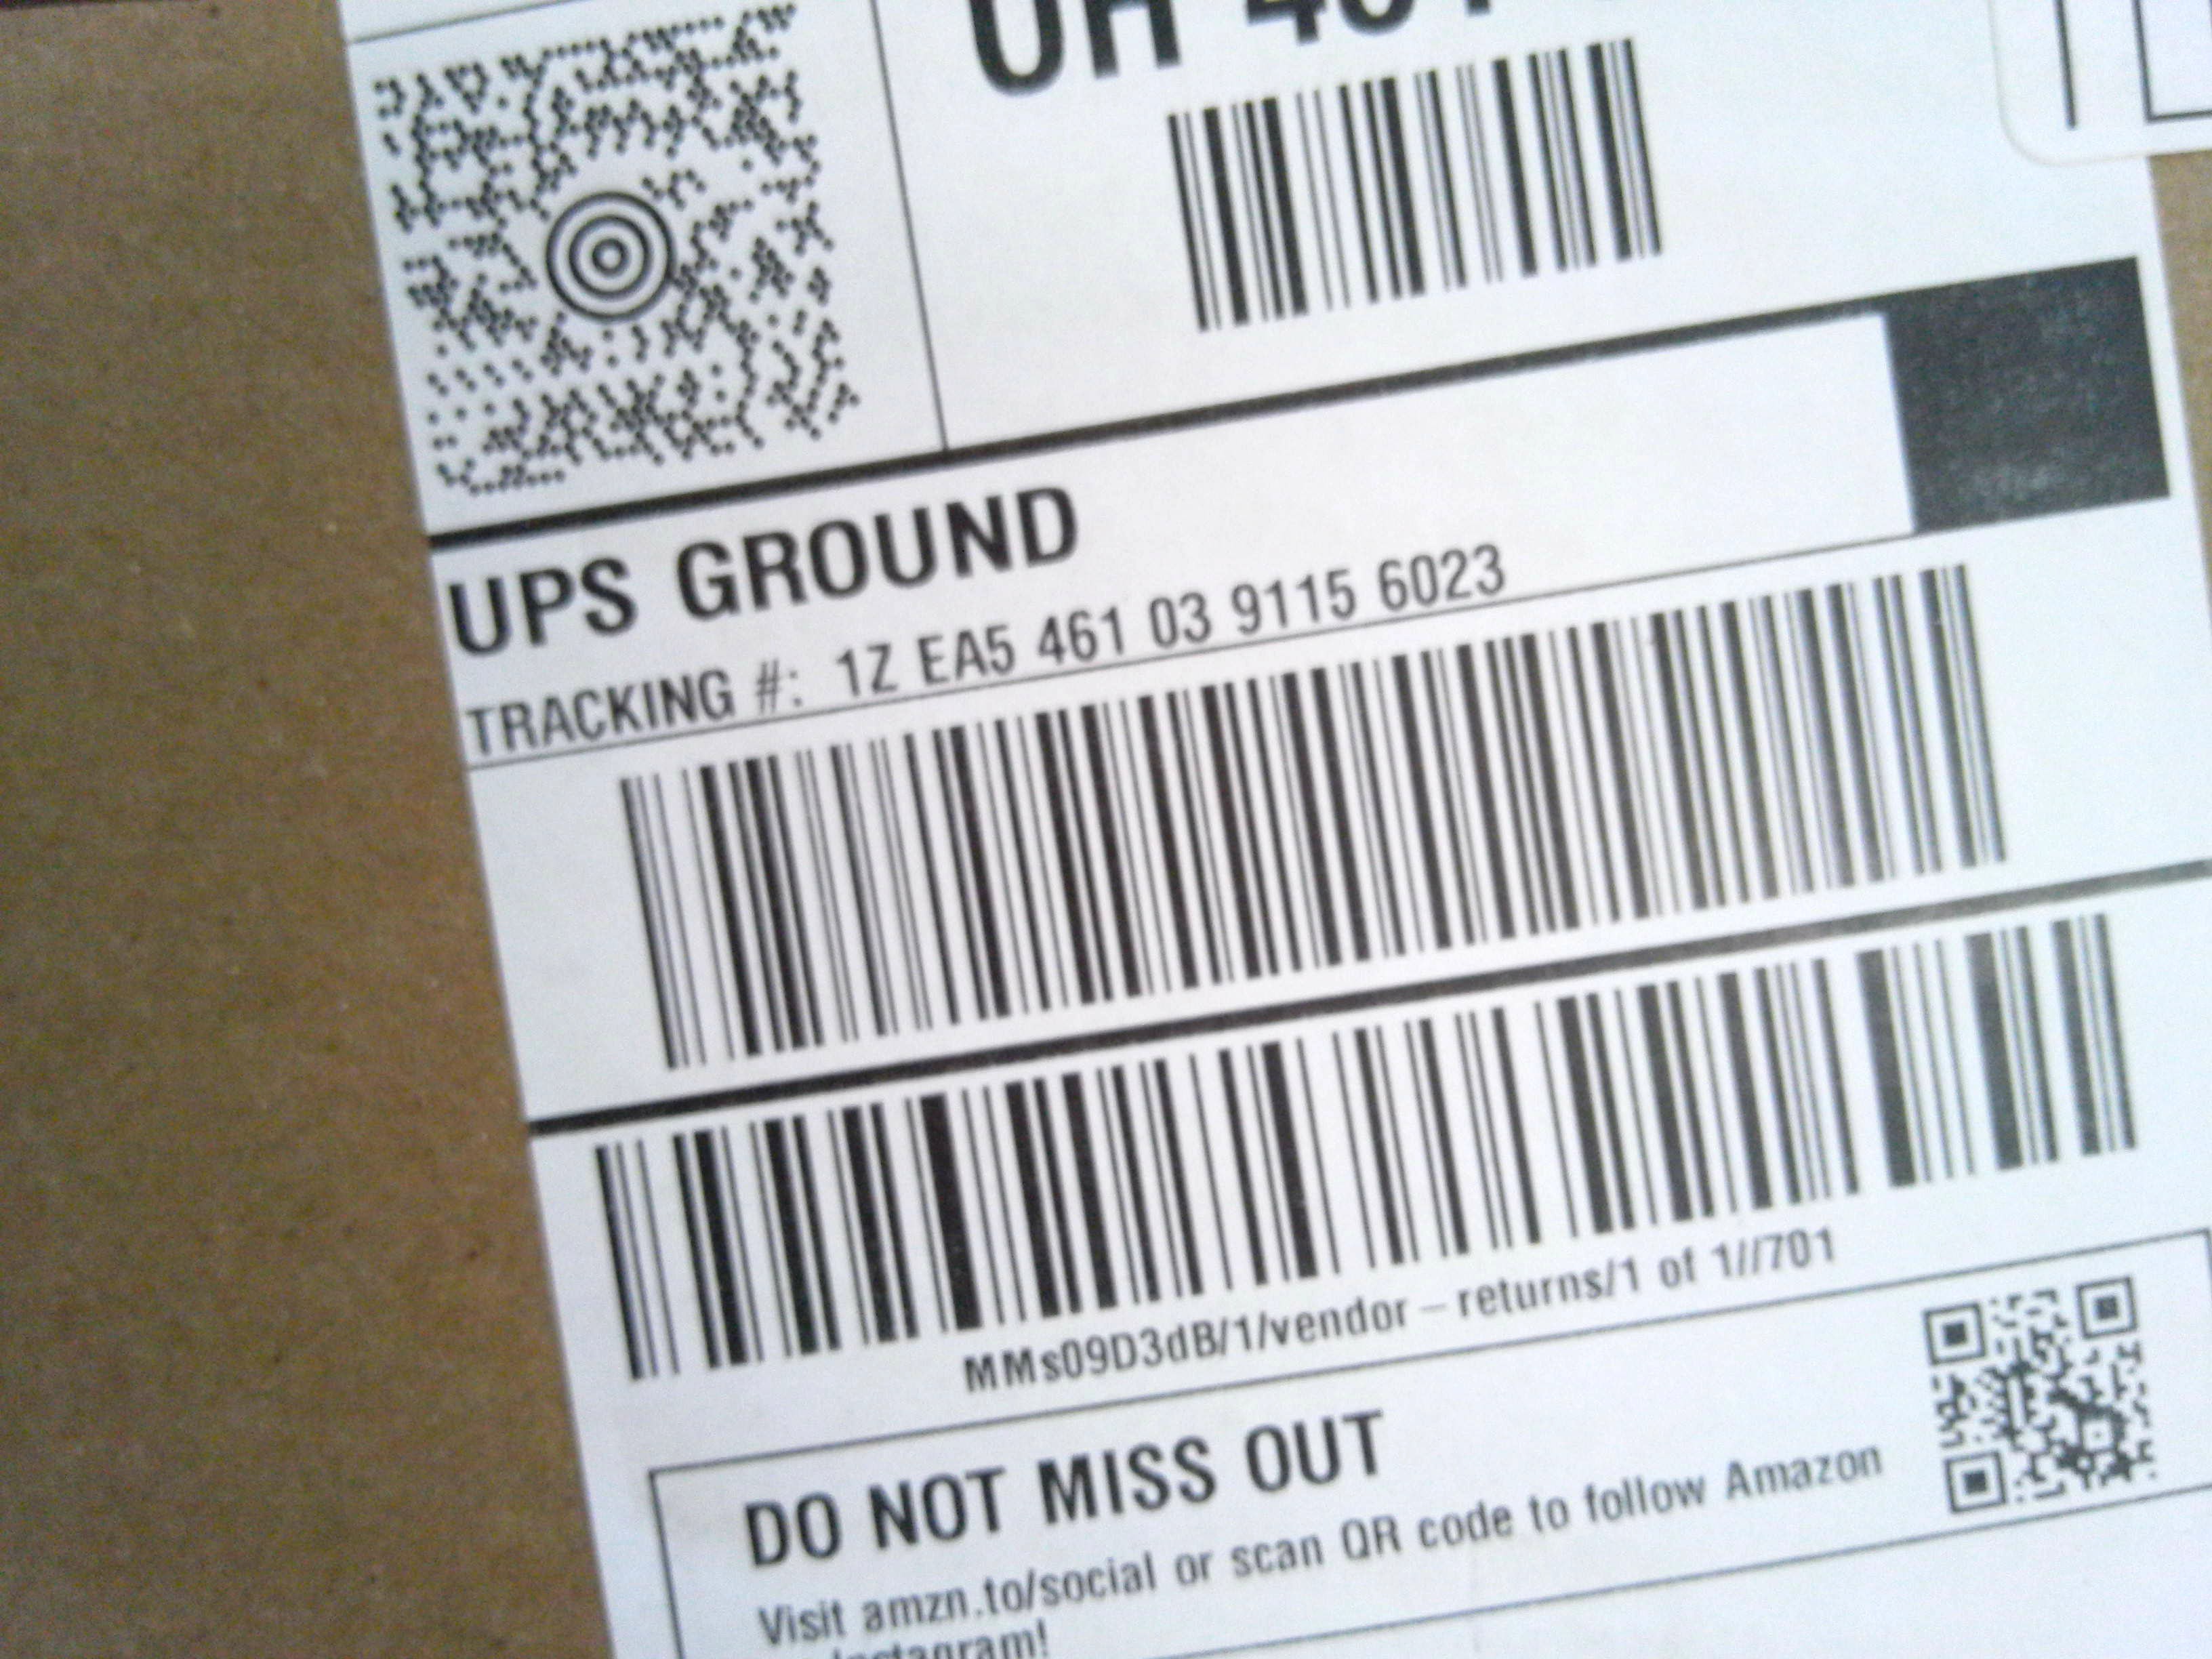 UPS GROUND
TRACKING #: 1Z EA5 461 03 9115 6023
MMs09D3dB/1/vendor-returns/1 of 1//701
DO NOT MISS OUT
Visit amzn.to/social or scan QR code to follow Amazon